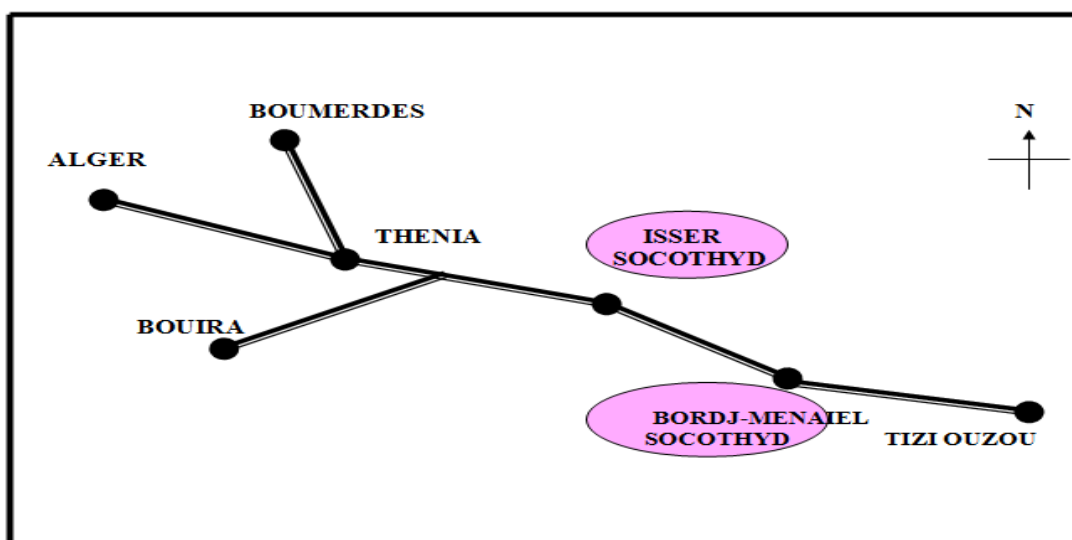 BOUMERDES
N
ALGER
THENIA
ISSER
SOCOTHYD
BOUIRA
BORDJ-MENAIEL
SOCOTHYD
TIZI OUZOU